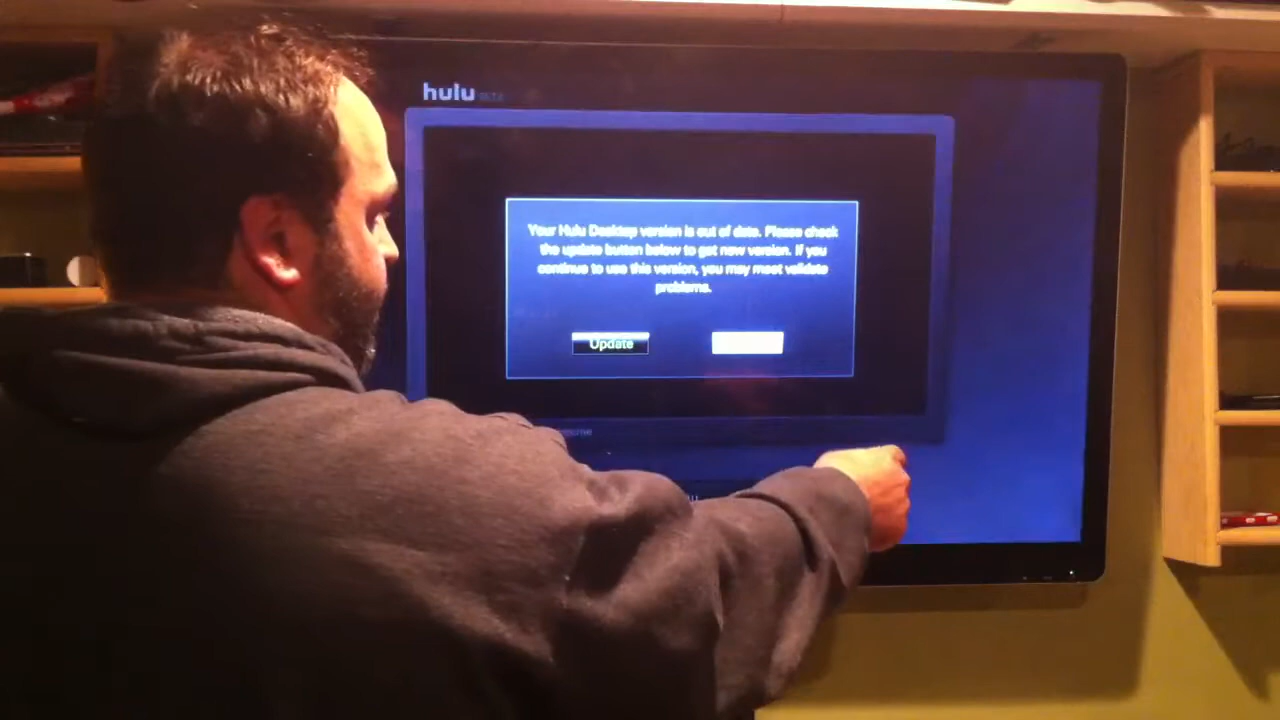 hulu BETA
Your Hulu Desktop version is out of date. Please check
the update button below to get new version. If you
continue to use this version, you may meet validate
problems.
Update